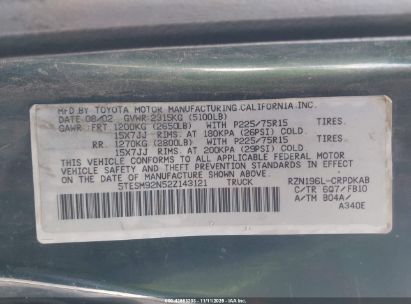 MFD BY TOYOTA MOTOR MANUFACTURING CALIFORNIA, INC.
DATE 08/02 GVWR 2315KG (5100LB)
GAWR FRT 1200KG (2650LB) WITH P225/75R15 TIRES.
15X7JJ RIMS. AT 180KPA (26PSI) COLD.
RR. 1270KG (2800LB) WITH P225/75R15 TIRES.
15X7JJ RIMS. AT 200KPA (29PSI) COLD.
THIS VEHICLE CONFORMS TO ALL APPLICABLE FEDERAL MOTOR
VEHICLE SAFETY AND THEFT PREVENTION STANDARDS IN
EFFECT ON THE DATE OF MANUFACTURE SHOWN ABOVE.
5TESM92N52Z143121 TRUCK RZN196L-CRPDKAB
C/TR 6Q7/FB10
A/TM B04A/
A340E